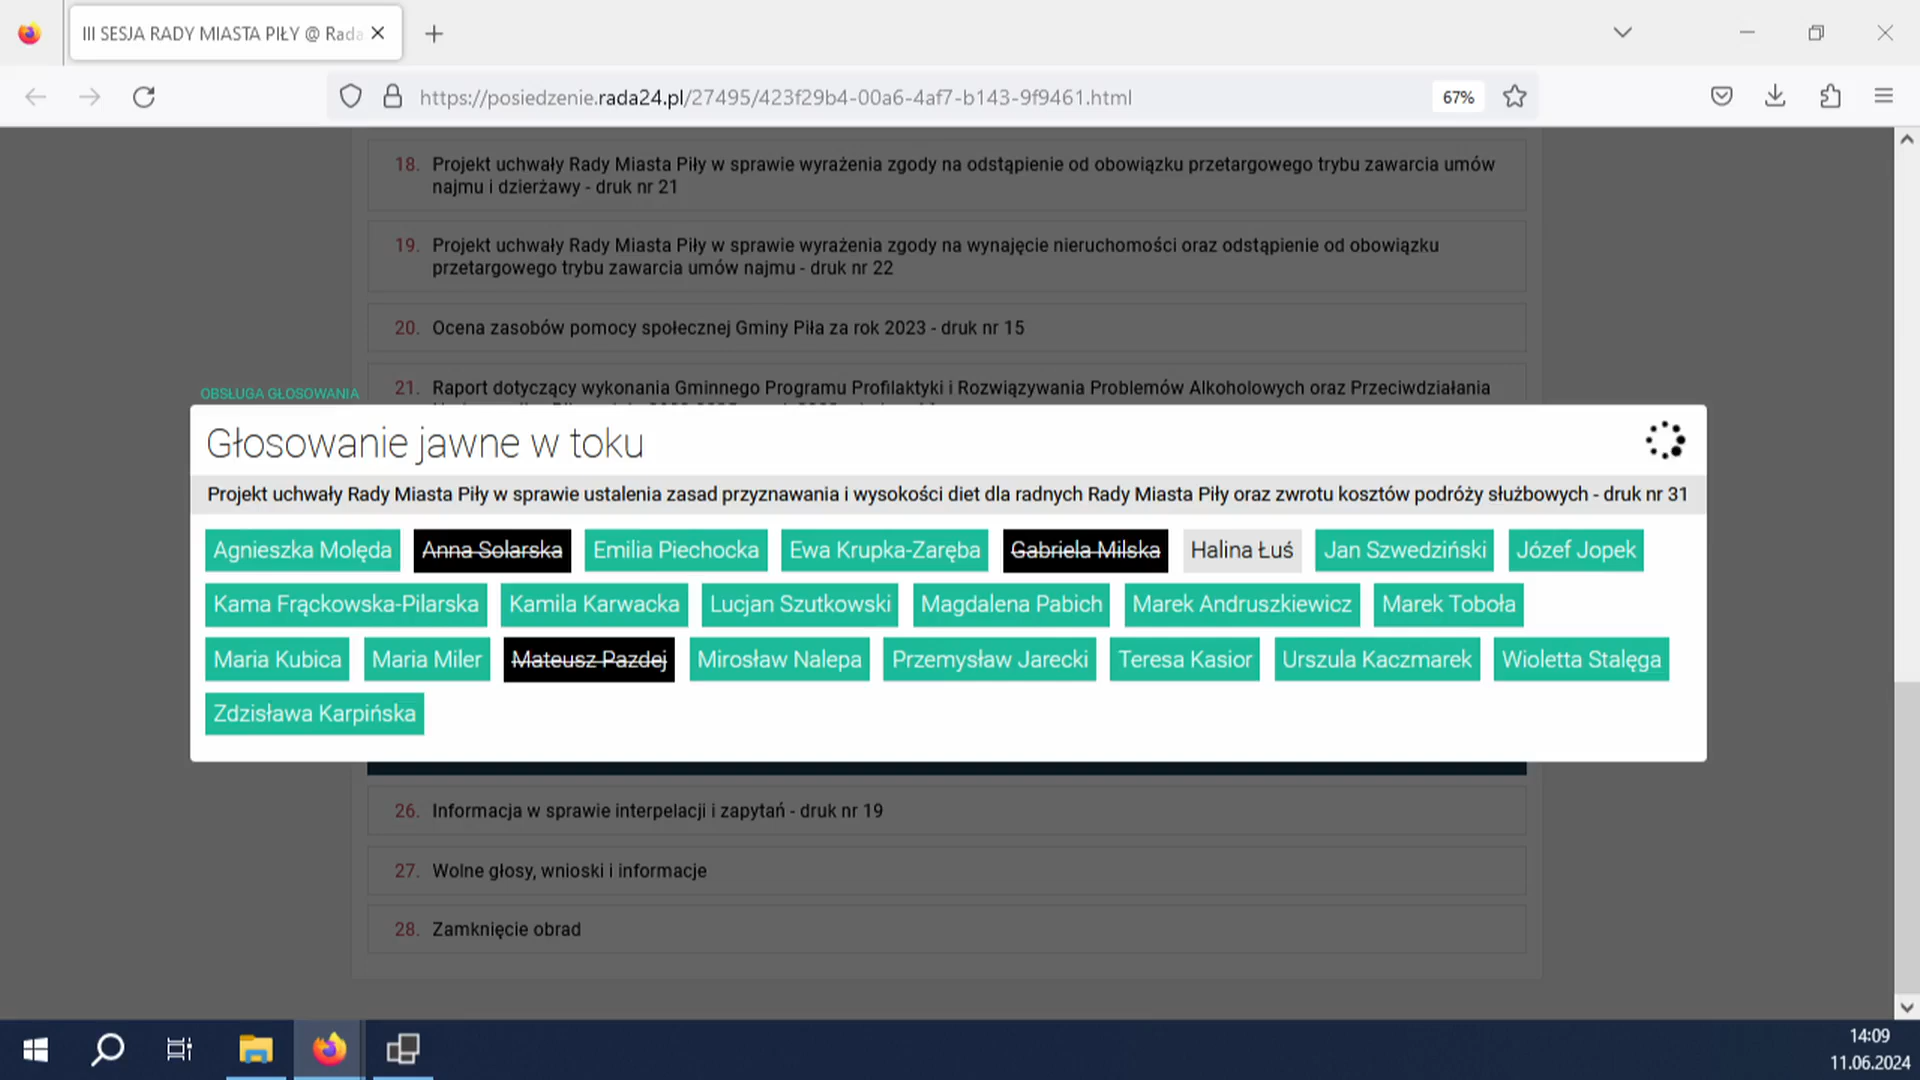 III SESJA RADY MIASTA PIŁY @ Rada
https://posiedzenie.rada24.pl/27495/423f29b4-00a6-4af7-b143-9f9461.html
67%
18. Projekt uchwały Rady Miasta Piły w sprawie wyrażenia zgody na odstąpienie od obowiązku przetargowego trybu zawarcia umów
najmu i dzierżawy - druk nr 21
19. Projekt uchwały Rady Miasta Piły w sprawie wyrażenia zgody na wynajęcie nieruchomości oraz odstąpienie od obowiązku
przetargowego trybu zawarcia umów najmu - druk nr 22
20. Ocena zasobów pomocy społecznej Gminy Piła za rok 2023 - druk nr 15
21. Raport dotyczący wykonania Gminnego Programu Profilaktyki i Rozwiązywania Problemów Alkoholowych oraz Przeciwdziałania
OBSŁUGA GŁOSOWANIA
Głosowanie jawne w toku
Projekt uchwały Rady Miasta Piły w sprawie ustalenia zasad przyznawania i wysokości diet dla radnych Rady Miasta Piły oraz zwrotu kosztów podróży służbowych - druk nr 31
Agnieszka Molęda Anna Solarska Emilia Piechocka Ewa Krupka-Zaręba Gabriela Milska Halina Łuś Jan Szwedziński Józef Jopek
Kama Frąckowska-Pilarska Kamila Karwacka Lucjan Szutkowski Magdalena Pabich Marek Andruszkiewicz Marek Toboła
Maria Kubica Maria Miler Mateusz Pazdej Mirosław Nalepa Przemysław Jarecki Teresa Kasior Urszula Kaczmarek Wioletta Stalęga
Zdzisława Karpińska
26. Informacja w sprawie interpelacji i zapytań - druk nr 19
27. Wolne głosy, wnioski i informacje
28. Zamknięcie obrad
14:09
11.06.2024